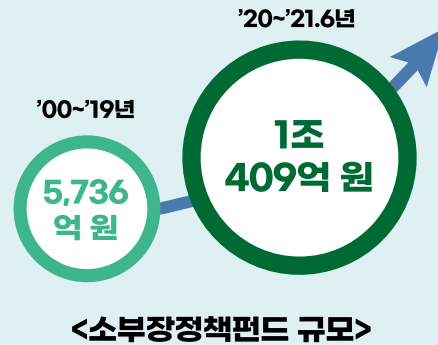 ’20~’21.6년
’00~’19년
1조
409억 원
5,736
억 원
<소부장정책펀드 규모>